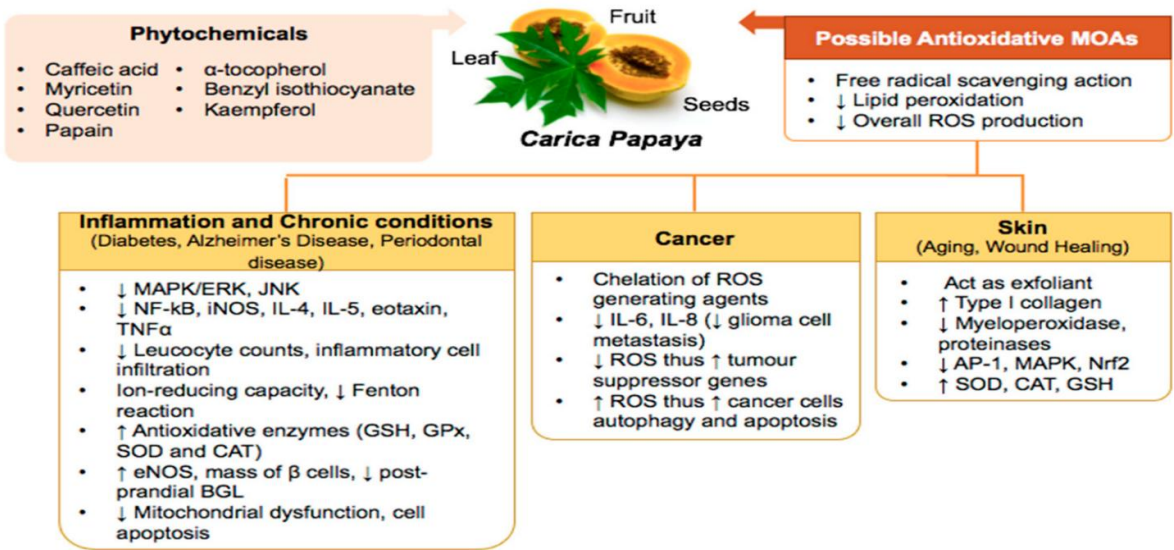 Phytochemicals
• Caffeic acid
• Myricetin
• Quercetin
• Papain
• α-tocopherol
• Benzyl isothiocyanate
• Kaempferol
Fruit
Leaf
Seeds
Carica Papaya
Possible Antioxidative MOAs
• Free radical scavenging action
• ↓ Lipid peroxidation
• ↓ Overall ROS production
Inflammation and Chronic conditions
(Diabetes, Alzheimer's Disease, Periodontal
disease)
• ↓ MAPK/ERK, JNK
• ↓ NF-kB, iNOS, IL-4, IL-5, eotaxin,
TNFα
• ↓ Leucocyte counts, inflammatory cell
infiltration
• Ion-reducing capacity, ↓ Fenton
reaction
• ↑ Antioxidative enzymes (GSH, GPx,
SOD and CAT)
• ↑ eNOS, mass of β cells, ↓ post-
prandial BGL
• ↓ Mitochondrial dysfunction, cell
apoptosis
Cancer
• Chelation of ROS
generating agents
• ↓ IL-6, IL-8 (↓ glioma cell
metastasis)
• ↓ ROS thus ↑ tumour
suppressor genes
• ↑ ROS thus ↑ cancer cells
autophagy and apoptosis
Skin
(Aging, Wound Healing)
• Act as exfoliant
• ↑ Type I collagen
• ↓ Myeloperoxidase,
proteinases
• ↓ AP-1, MAPK, Nrf2
• ↑ SOD, CAT, GSH